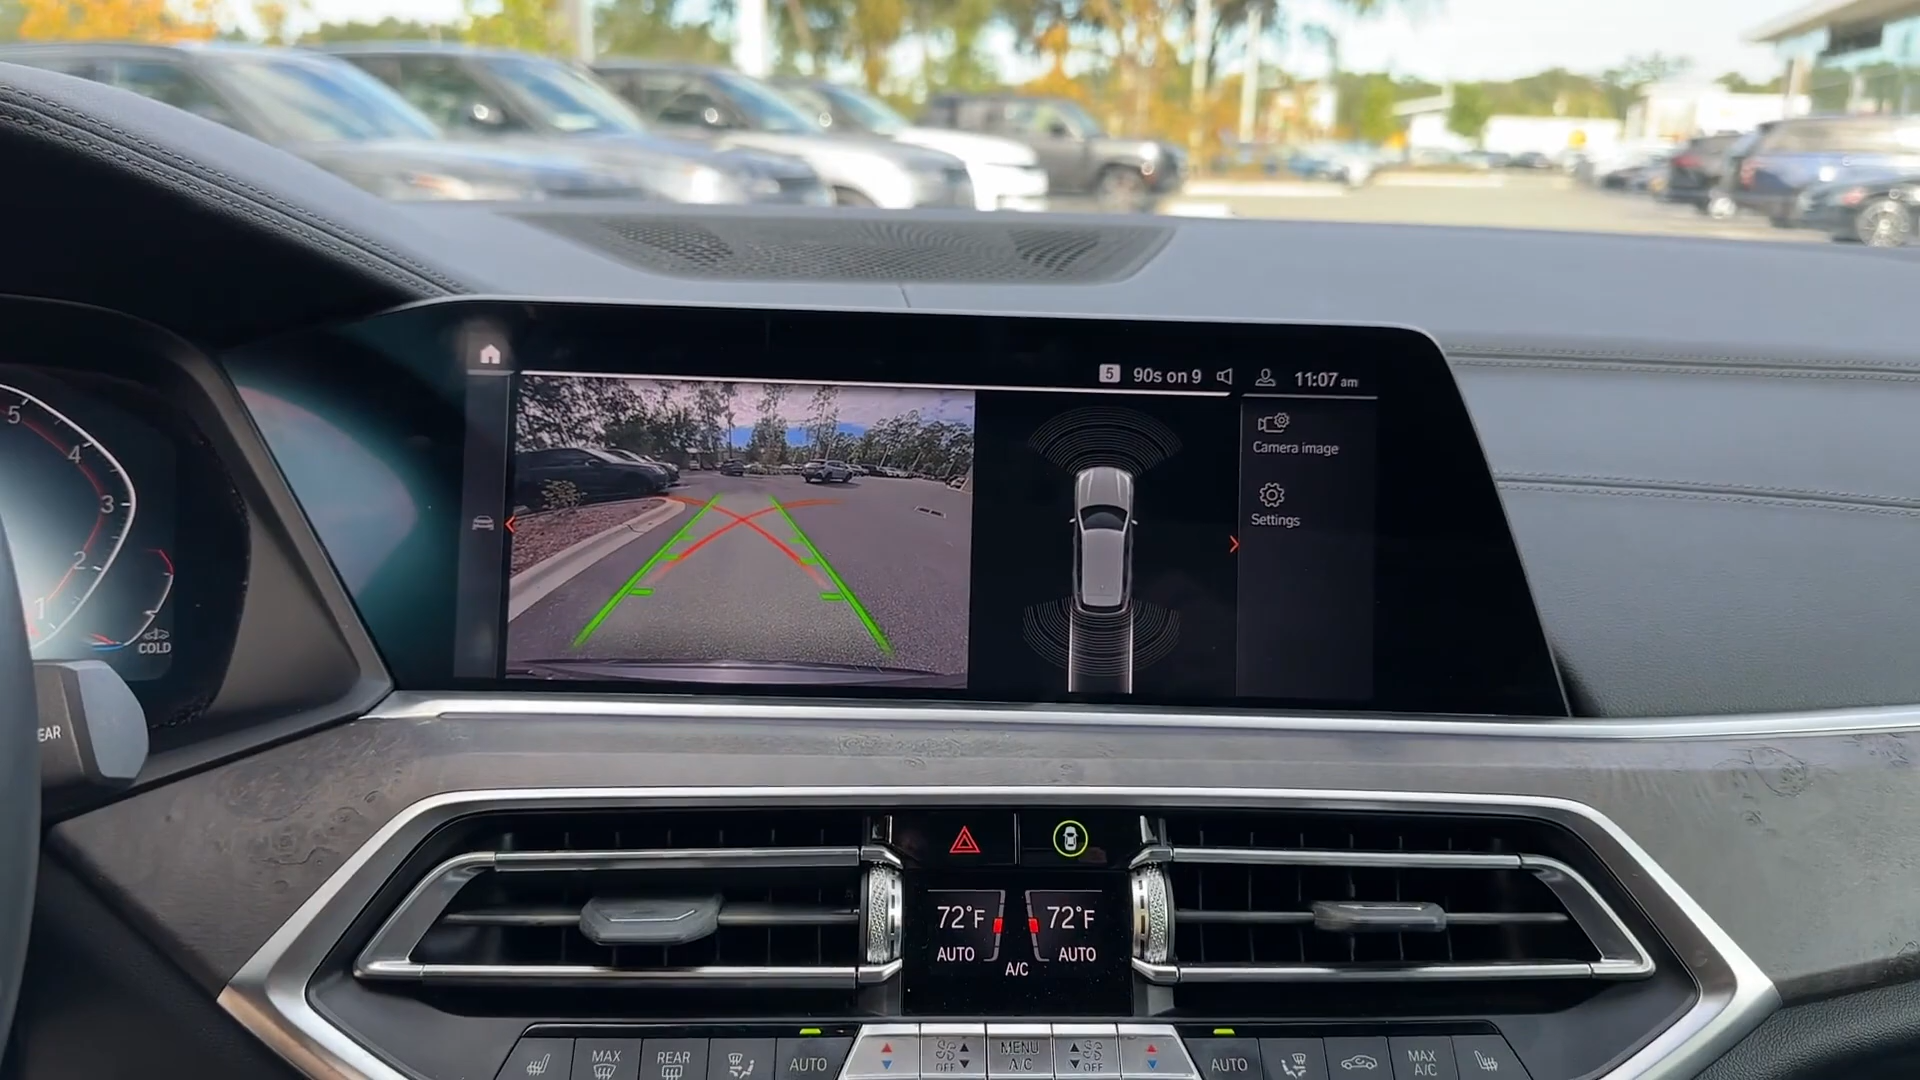 5 90s on 9 11:07 am
Camera image
Settings
5
4
3
2
1
COLD
EAR
72°F 72°F
AUTO AUTO
A/C
MAX REAR AUTO OFF MENU A/C OFF AUTO MAX A/C